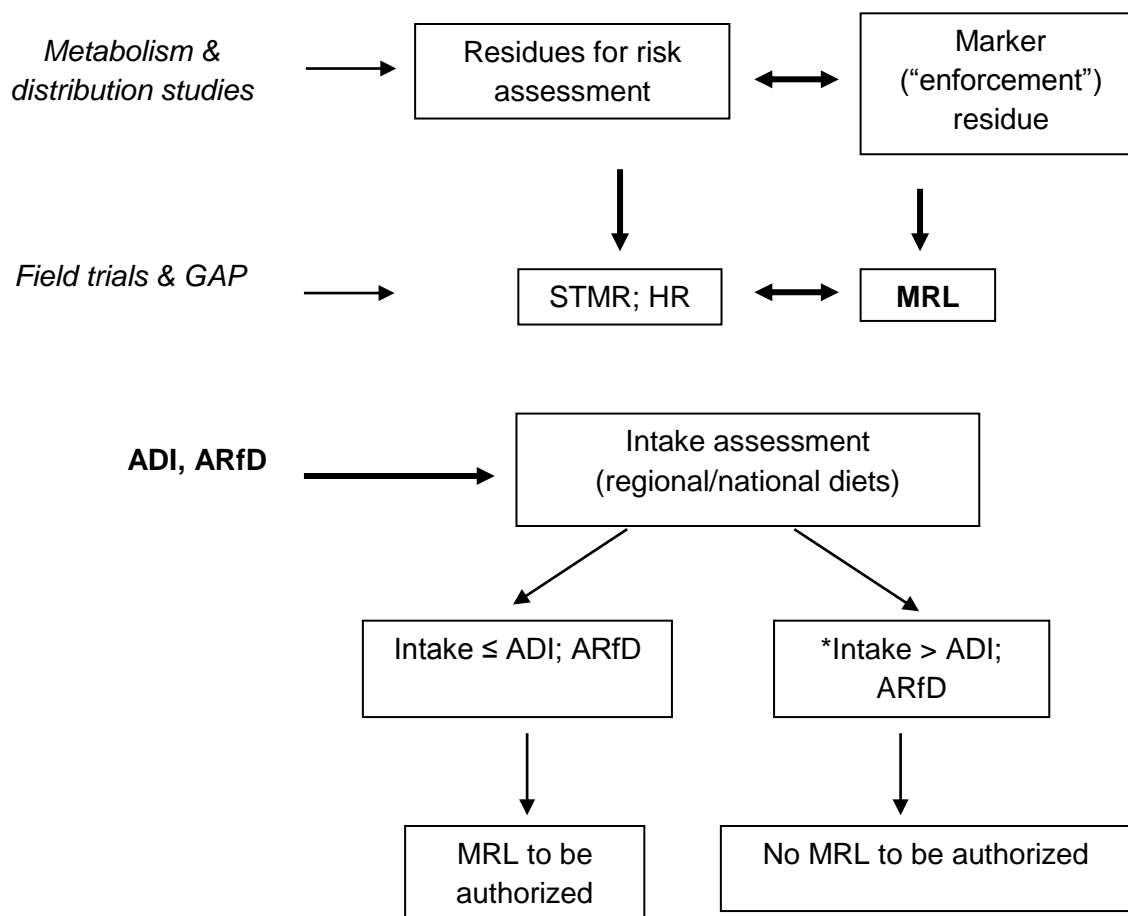 Metabolism &
distribution studies
Residues for risk
assessment
Marker
(“enforcement”)
residue
Field trials & GAP
STMR; HR
MRL
ADI, ARfD
Intake assessment
(regional/national diets)
Intake ≤ ADI; ARfD
*Intake > ADI;
ARfD
MRL to be
authorized
No MRL to be authorized